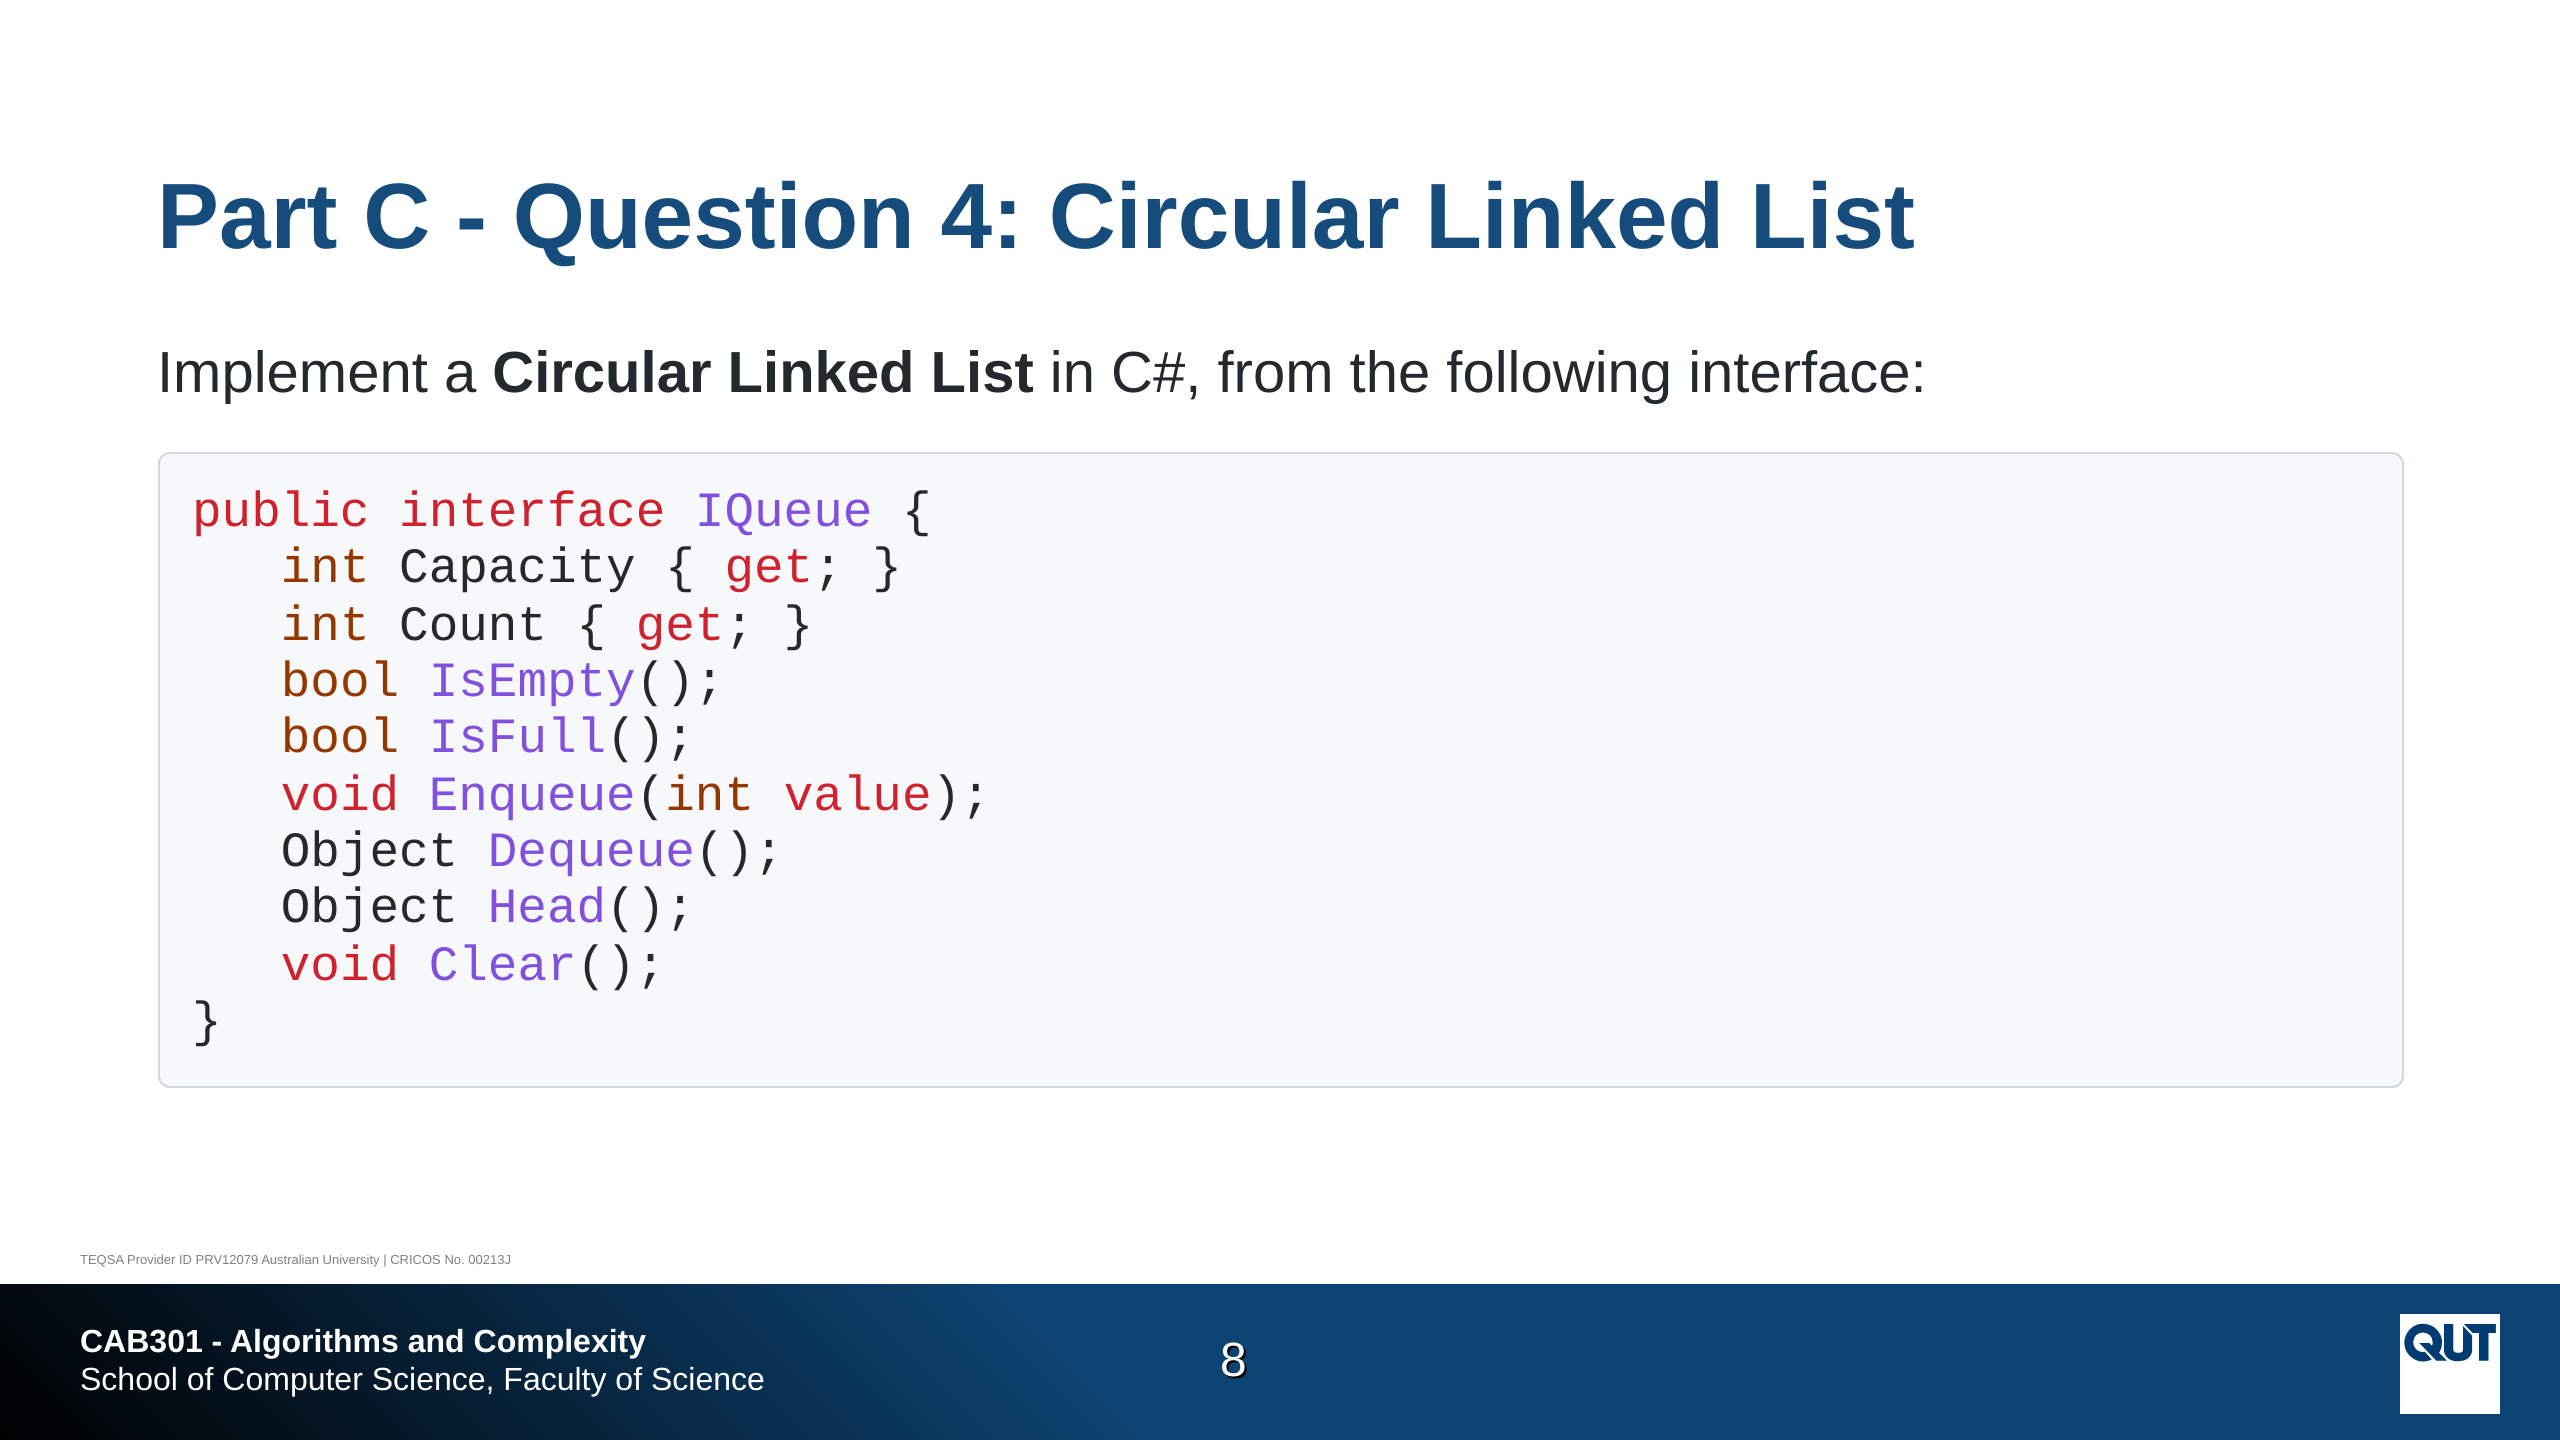 Part C - Question 4: Circular Linked List
Implement a Circular Linked List in C#, from the following interface:
public interface IQueue {
   int Capacity { get; }
   int Count { get; }
   bool IsEmpty();
   bool IsFull();
   void Enqueue(int value);
   Object Dequeue();
   Object Head();
   void Clear();
}
TEQSA Provider ID PRV12079 Australian University | CRICOS No. 00213J
CAB301 - Algorithms and Complexity
School of Computer Science, Faculty of Science
8
QUT